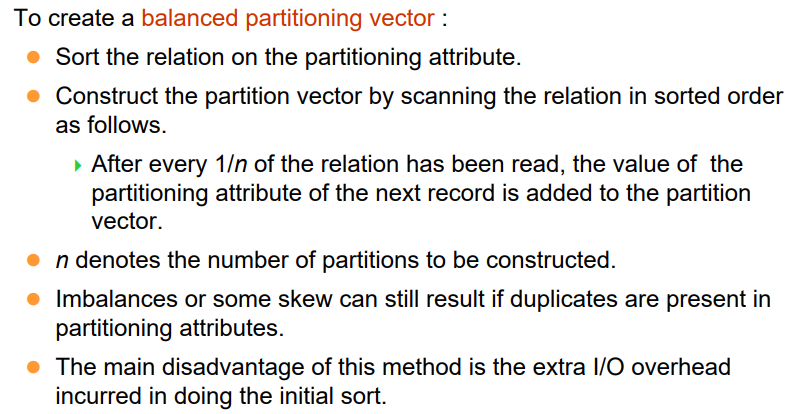 To create a balanced partitioning vector :
Sort the relation on the partitioning attribute.
Construct the partition vector by scanning the relation in sorted order
as follows.
After every 1/n of the relation has been read, the value of the
partitioning attribute of the next record is added to the partition
vector.
n denotes the number of partitions to be constructed.
Imbalances or some skew can still result if duplicates are present in
partitioning attributes.
The main disadvantage of this method is the extra I/O overhead
incurred in doing the initial sort.